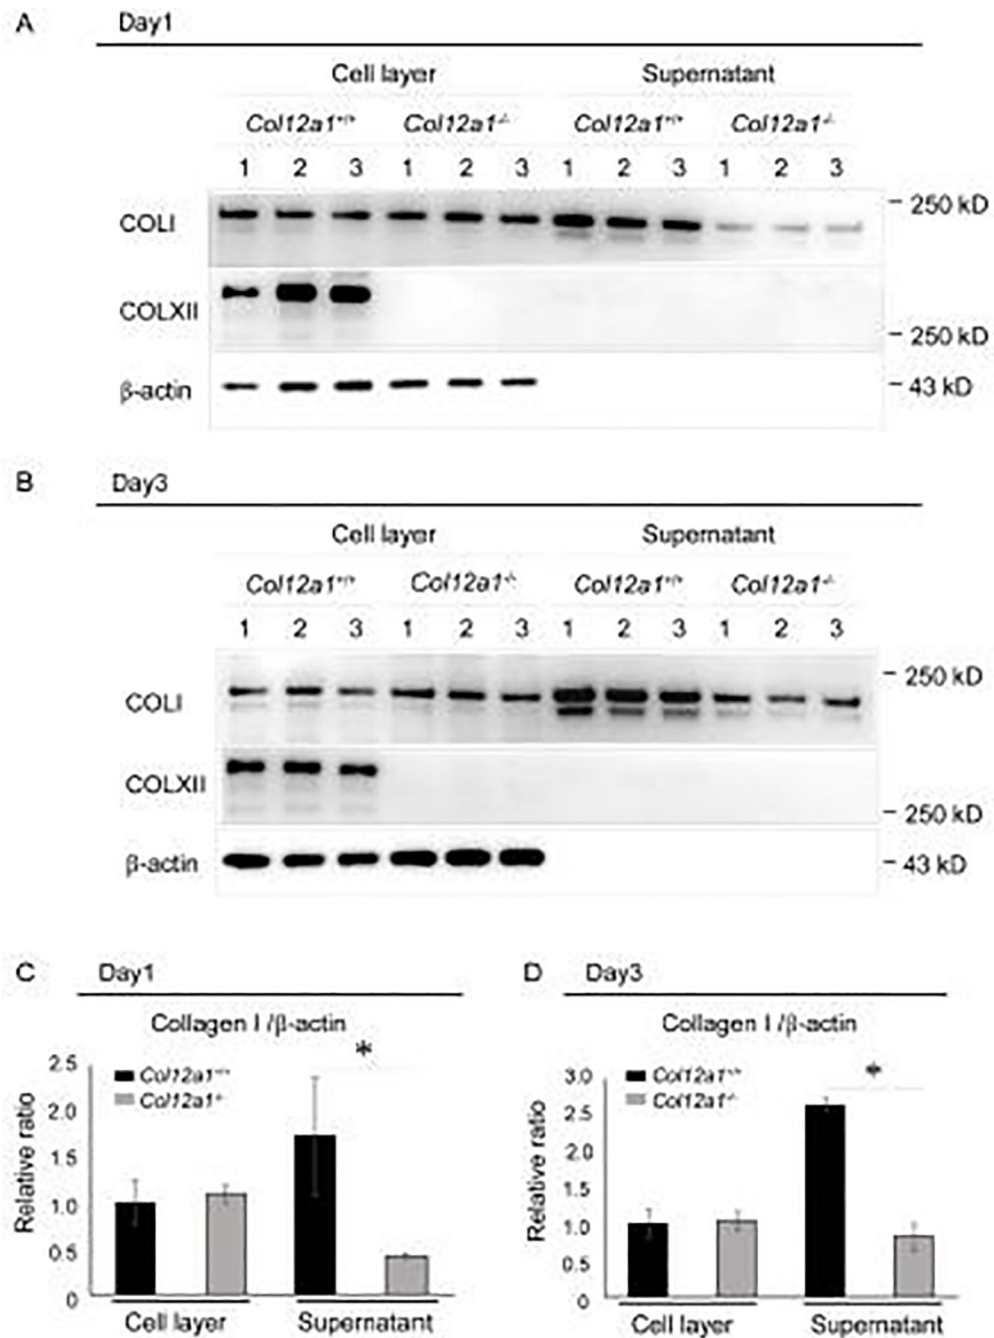 A Day1
Cell layer Supernatant
Col12a1+/+ Col12a1-/- Col12a1+/+ Col12a1-/-
1 2 3 1 2 3 1 2 3 1 2 3
COLI 250 kD
COLXII 250 kD
β-actin 43 kD
B Day3
Cell layer Supernatant
Col12a1+/+ Col12a1-/- Col12a1+/+ Col12a1-/-
1 2 3 1 2 3 1 2 3 1 2 3
COLI 250 kD
COLXII 250 kD
β-actin 43 kD
C Day1
Collagen I /β-actin
*
Col12a1+/+
Col12a1-/-
Relative ratio
2.5
2.0
1.5
1.0
0.5
0
Cell layer Supernatant
D Day3
Collagen I /β-actin
*
Col12a1+/+
Col12a1-/-
Relative ratio
3.0
2.5
2.0
1.5
1.0
0.5
0
Cell layer Supernatant